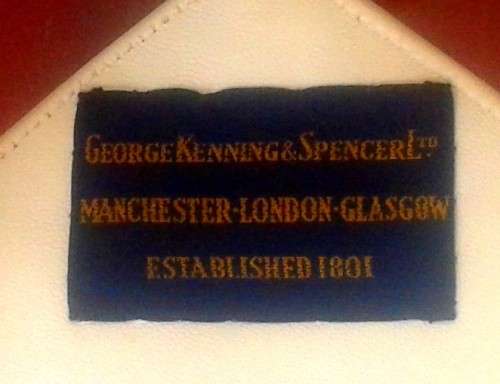 GEORGE KENNING & SPENCER LTD
MANCHESTER-LONDON-GLASGOW
ESTABLISHED 1801